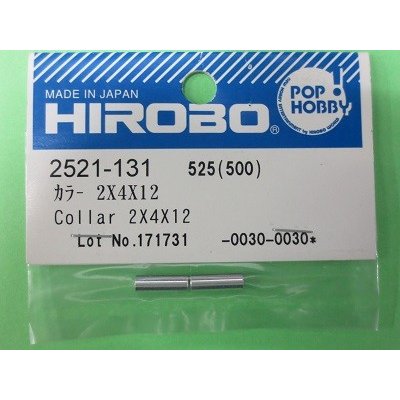 MADE IN JAPAN
HIROBO®
POP!
HOBBY
2521-131 525(500)
カラー 2X4X12
Collar 2X4X12
Lot No.171731 -0030-0030*